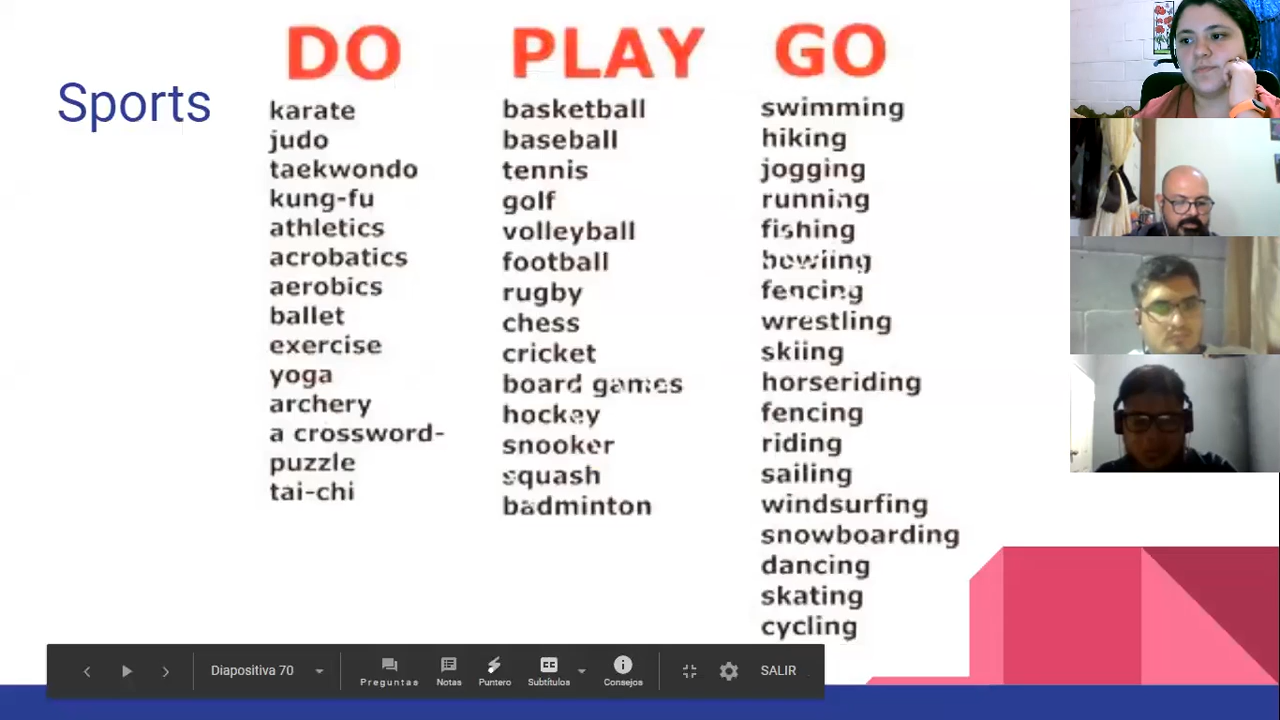 Sports
DO
karate
judo
taekwondo
kung-fu
athletics
acrobatics
aerobics
ballet
exercise
yoga
archery
a crossword-
puzzle
tai-chi
PLAY
basketball
baseball
tennis
golf
volleyball
football
rugby
chess
cricket
board games
hockey
snooker
squash
badminton
GO
swimming
hiking
jogging
running
fishing
bowling
fencing
wrestling
skiing
horseriding
fencing
riding
sailing
windsurfing
snowboarding
dancing
skating
cycling
Diapositiva 70
Preguntas
Notas
Puntero
CC
Subtítulos
Consejos
SALIR